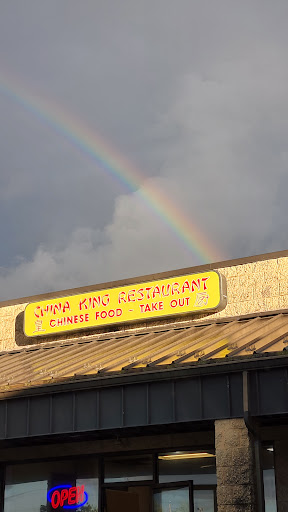 CHINA KING RESTAURANT
CHINESE FOOD - TAKE OUT
OPEN